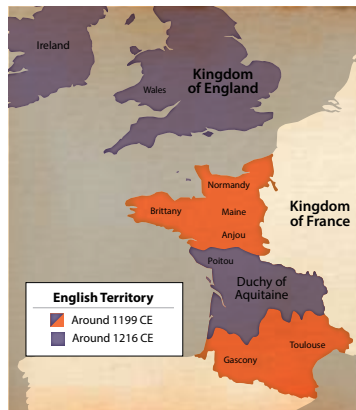 Ireland
Kingdom
of England
Wales
Normandy
Brittany
Maine
Anjou
Kingdom
of France
Poitou
Duchy of
Aquitaine
English Territory
Around 1199 CE
Around 1216 CE
Toulouse
Gascony